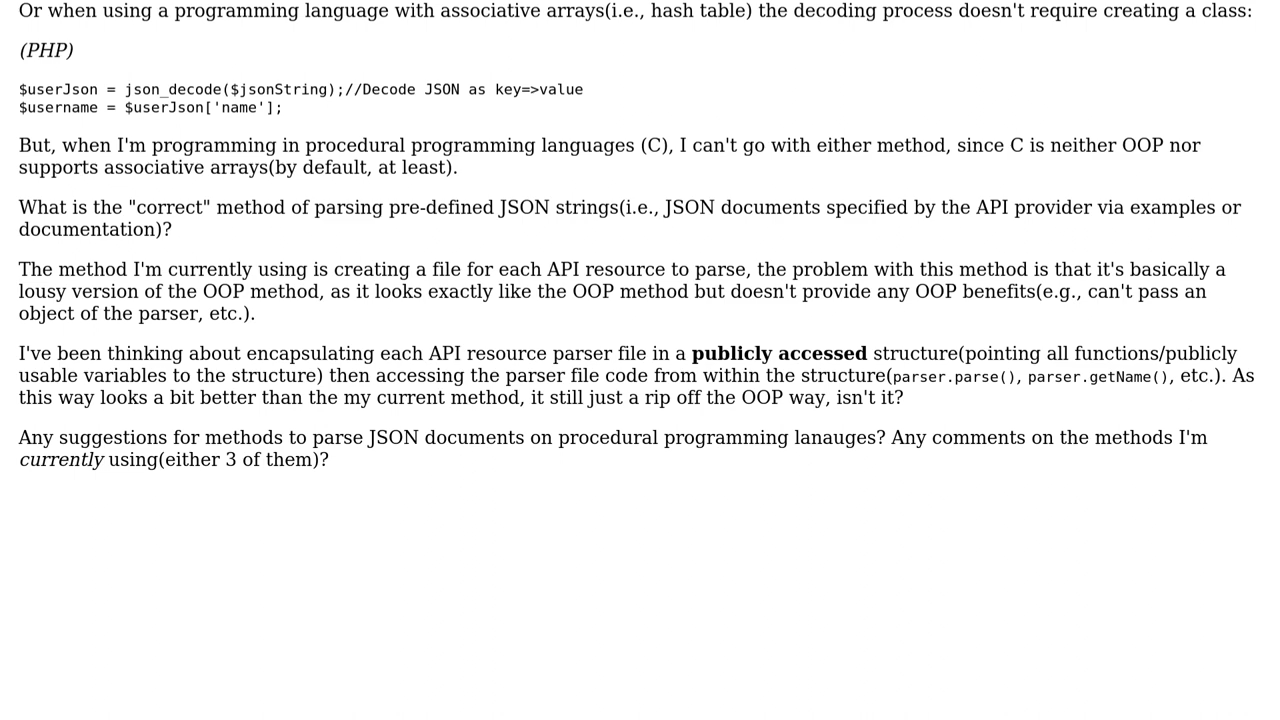 Or when using a programming language with associative arrays(i.e., hash table) the decoding process doesn't require creating a class:
(PHP)
$userJson = json_decode($jsonString);//Decode JSON as key=>value
$username = $userJson['name'];
But, when I'm programming in procedural programming languages (C), I can't go with either method, since C is neither OOP nor
supports associative arrays(by default, at least).
What is the "correct" method of parsing pre-defined JSON strings(i.e., JSON documents specified by the API provider via examples or
documentation)?
The method I'm currently using is creating a file for each API resource to parse, the problem with this method is that it's basically a
lousy version of the OOP method, as it looks exactly like the OOP method but doesn't provide any OOP benefits(e.g., can't pass an
object of the parser, etc.).
I've been thinking about encapsulating each API resource parser file in a publicly accessed structure(pointing all functions/publicly
usable variables to the structure) then accessing the parser file code from within the structure(parser.parse(), parser.getName(), etc.). As
this way looks a bit better than the my current method, it still just a rip off the OOP way, isn't it?
Any suggestions for methods to parse JSON documents on procedural programming lanauges? Any comments on the methods I'm
currently using(either 3 of them)?